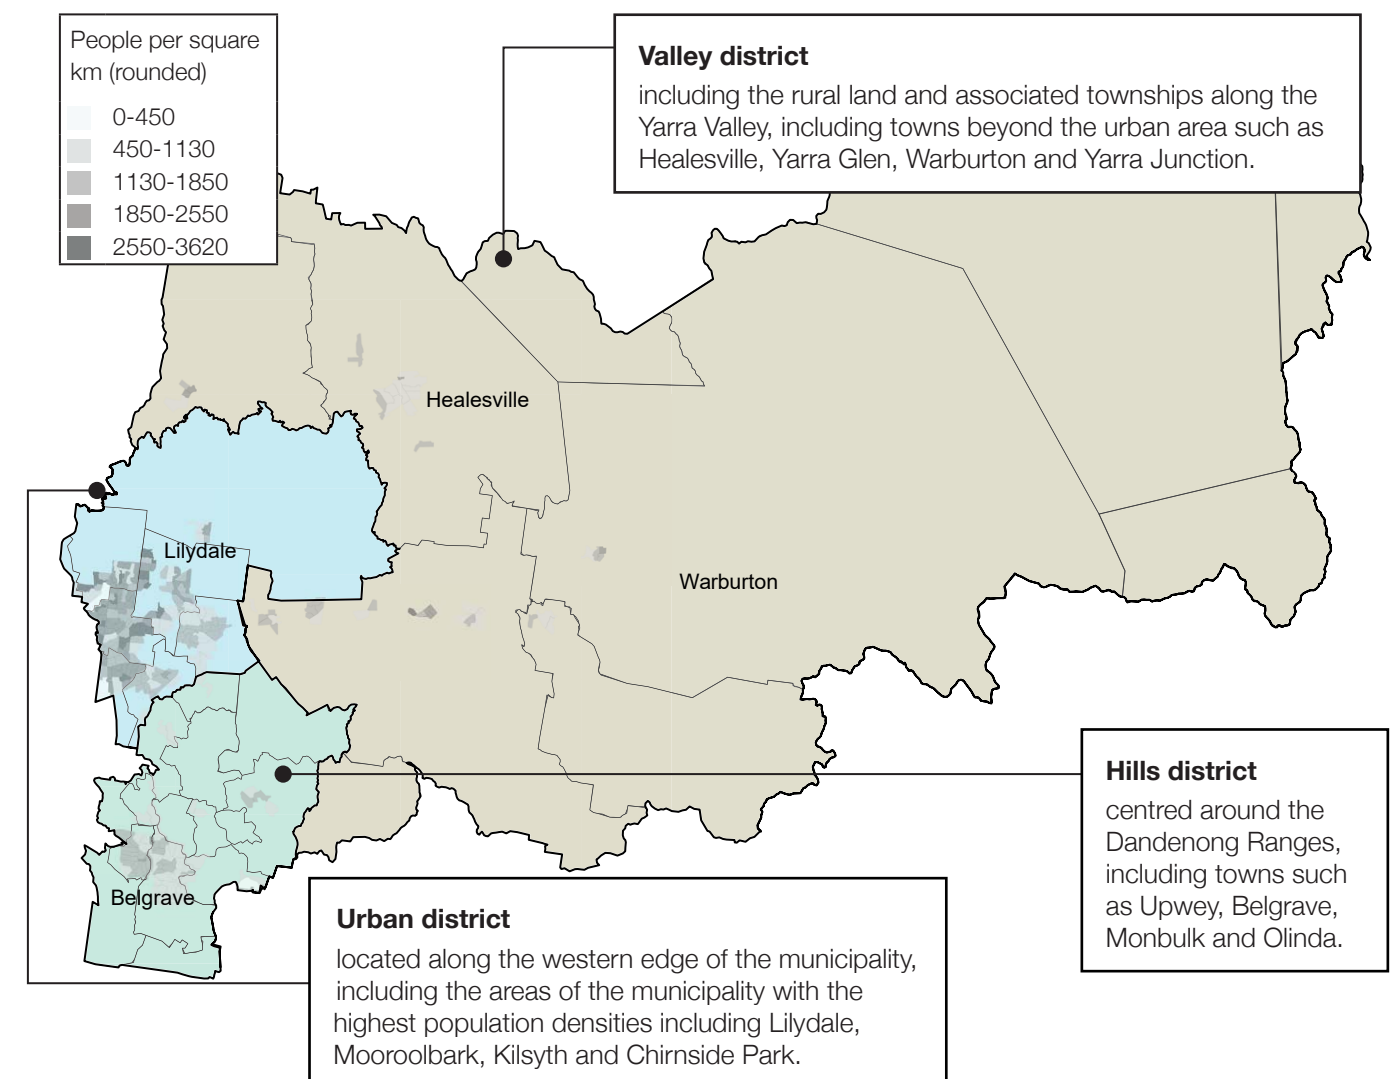 People per square
km (rounded)
0-450
450-1130
1130-1850
1850-2550
2550-3620
Valley district
including the rural land and associated townships along the
Yarra Valley, including towns beyond the urban area such as
Healesville, Yarra Glen, Warburton and Yarra Junction.
Healesville
Lilydale
Warburton
Belgrave
Hills district
centred around the
Dandenong Ranges,
including towns such
as Upwey, Belgrave,
Monbulk and Olinda.
Urban district
located along the western edge of the municipality,
including the areas of the municipality with the
highest population densities including Lilydale,
Mooroolbark, Kilsyth and Chirnside Park.